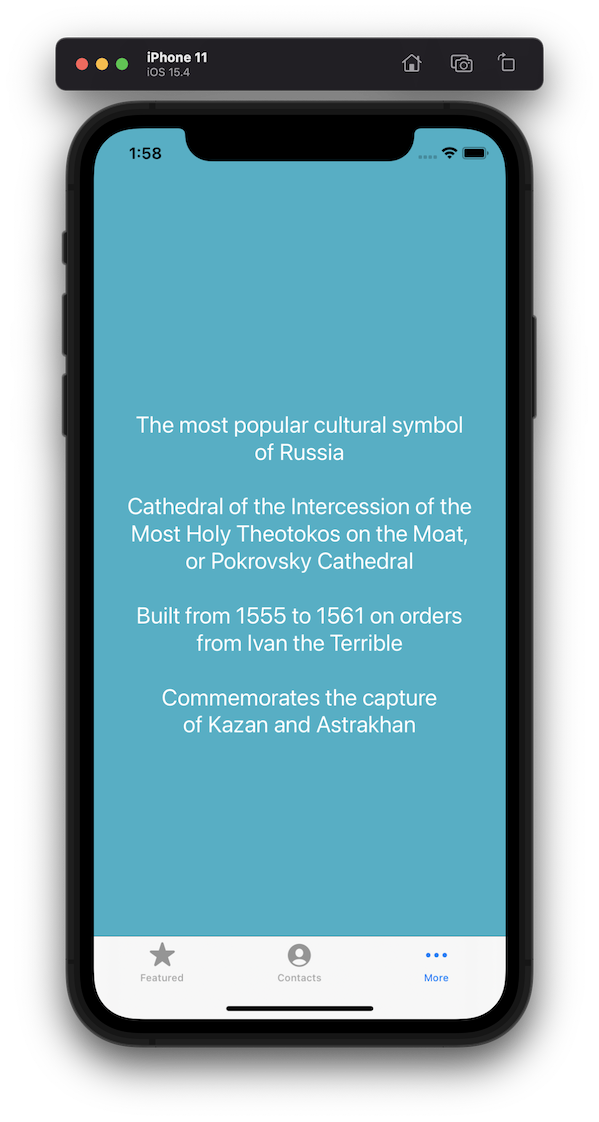 iPhone 11
iOS 15.4
1:58
The most popular cultural symbol
of Russia
Cathedral of the Intercession of the
Most Holy Theotokos on the Moat,
or Pokrovsky Cathedral
Built from 1555 to 1561 on orders
from Ivan the Terrible
Commemorates the capture
of Kazan and Astrakhan
Featured
Contacts
More